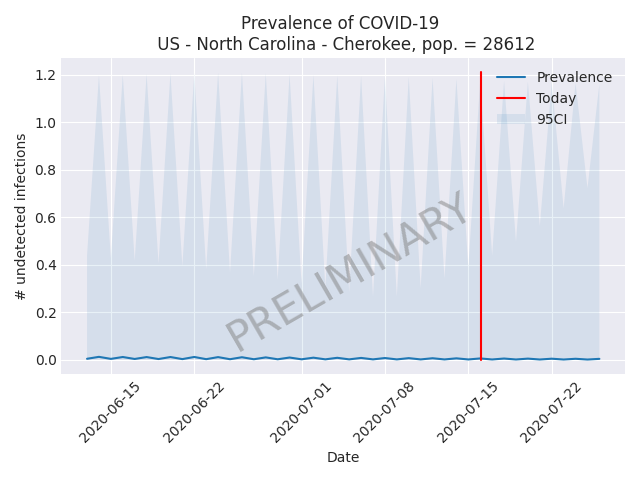 Prevalence of COVID-19
US - North Carolina - Cherokee, pop. = 28612
1.2
1.0
0.8
0.6
0.4
0.2
0.0
# undetected infections
Prevalence
Today
95CI
PRELIMINARY
2020-06-15
2020-06-22
2020-07-01
2020-07-08
2020-07-15
2020-07-22
Date